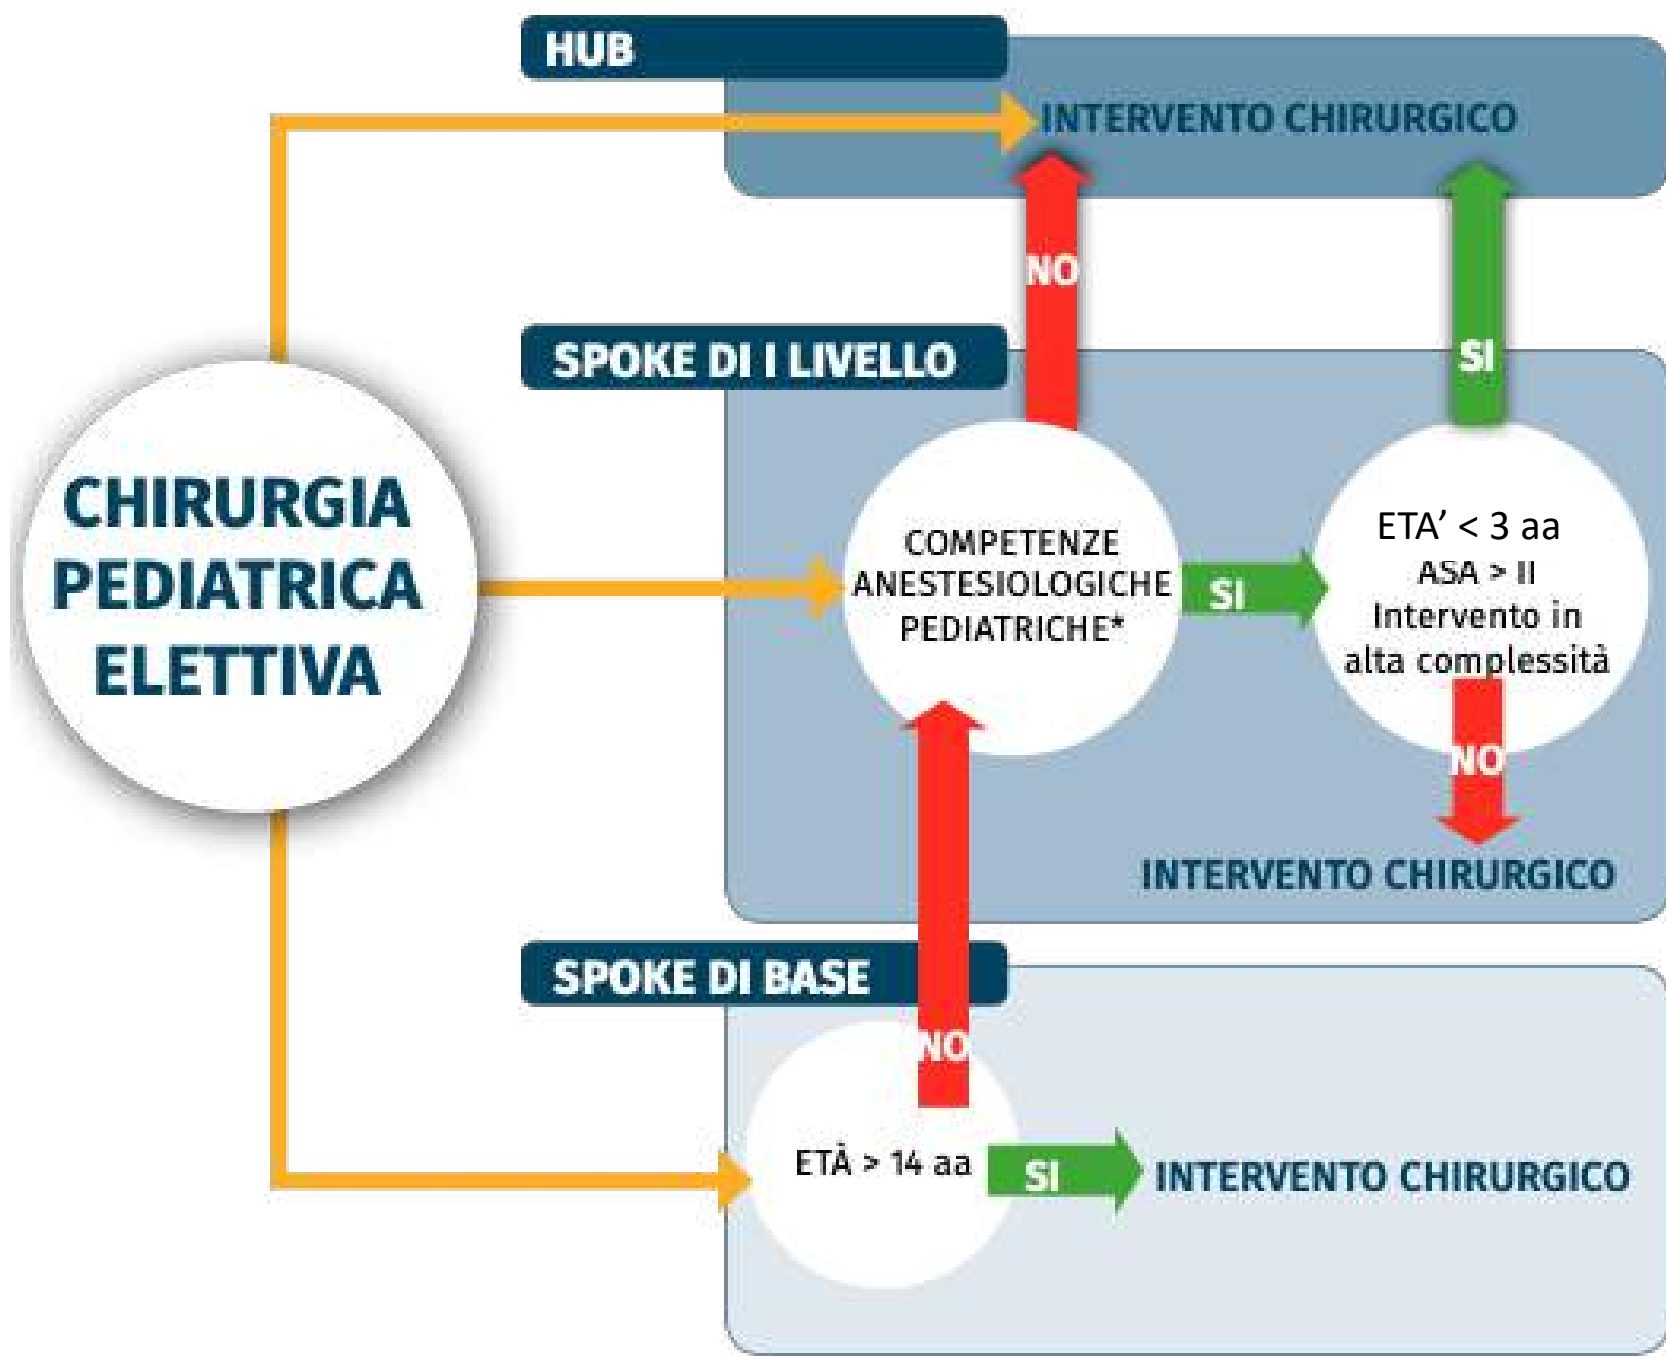 HUB
INTERVENTO CHIRURGICO
NO
SI
SPOKE DI I LIVELLO
CHIRURGIA
PEDIATRICA
ELETTIVA
COMPETENZE
ANESTESIOLOGICHE
PEDIATRICHE*
SI
ETA’ < 3 aa
ASA > II
Intervento in
alta complessità
NO
INTERVENTO CHIRURGICO
SPOKE DI BASE
NO
ETÀ > 14 aa
SI
INTERVENTO CHIRURGICO